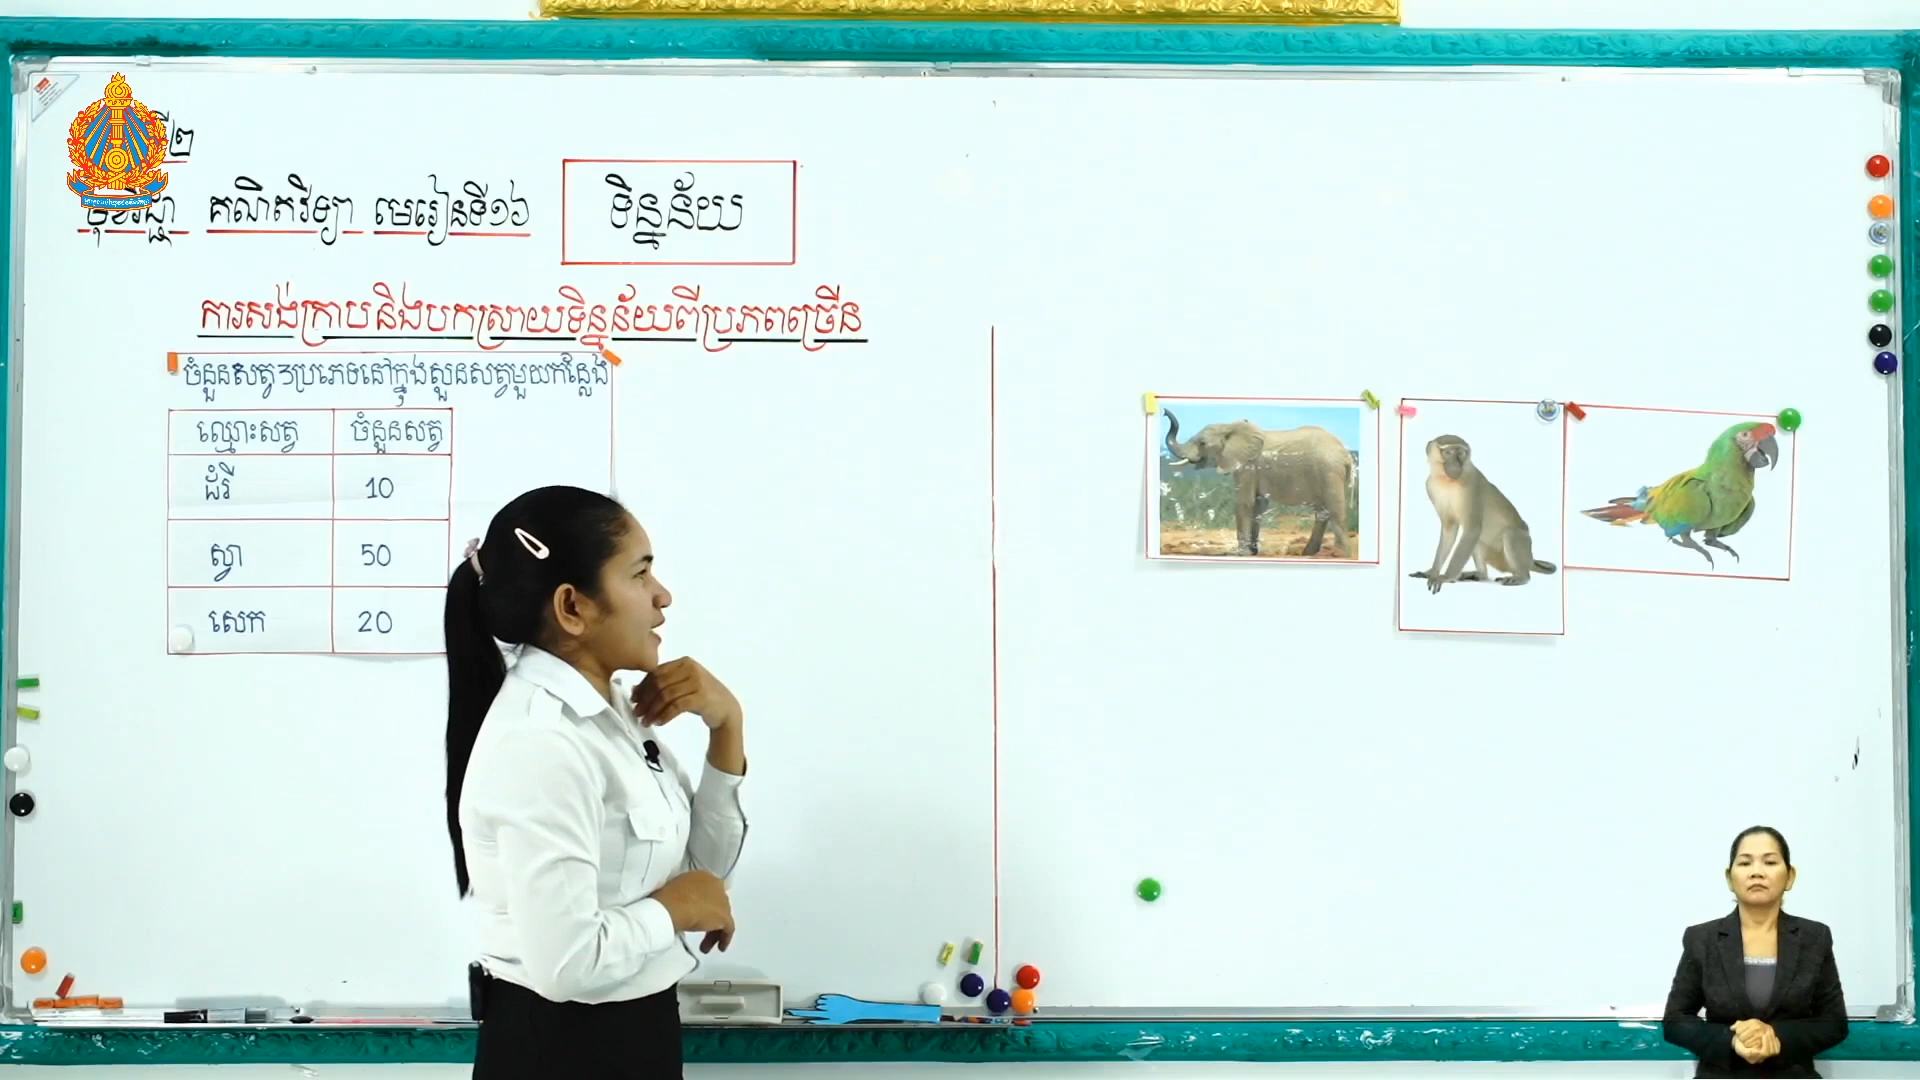 ទី២
មុខវិជ្ជា គណិតវិទ្យា មេរៀនទី១៦ ទិន្នន័យ
ការសង់ក្រាបនិងបកស្រាយទិន្នន័យពីប្រភពច្រើន
ចំនួនសត្វ3ប្រភេទនៅក្នុងសួនសត្វមួយកន្លែង
ឈ្មោះសត្វ ចំនួនសត្វ
ដំរី 10
ស្វា 50
សេក 20